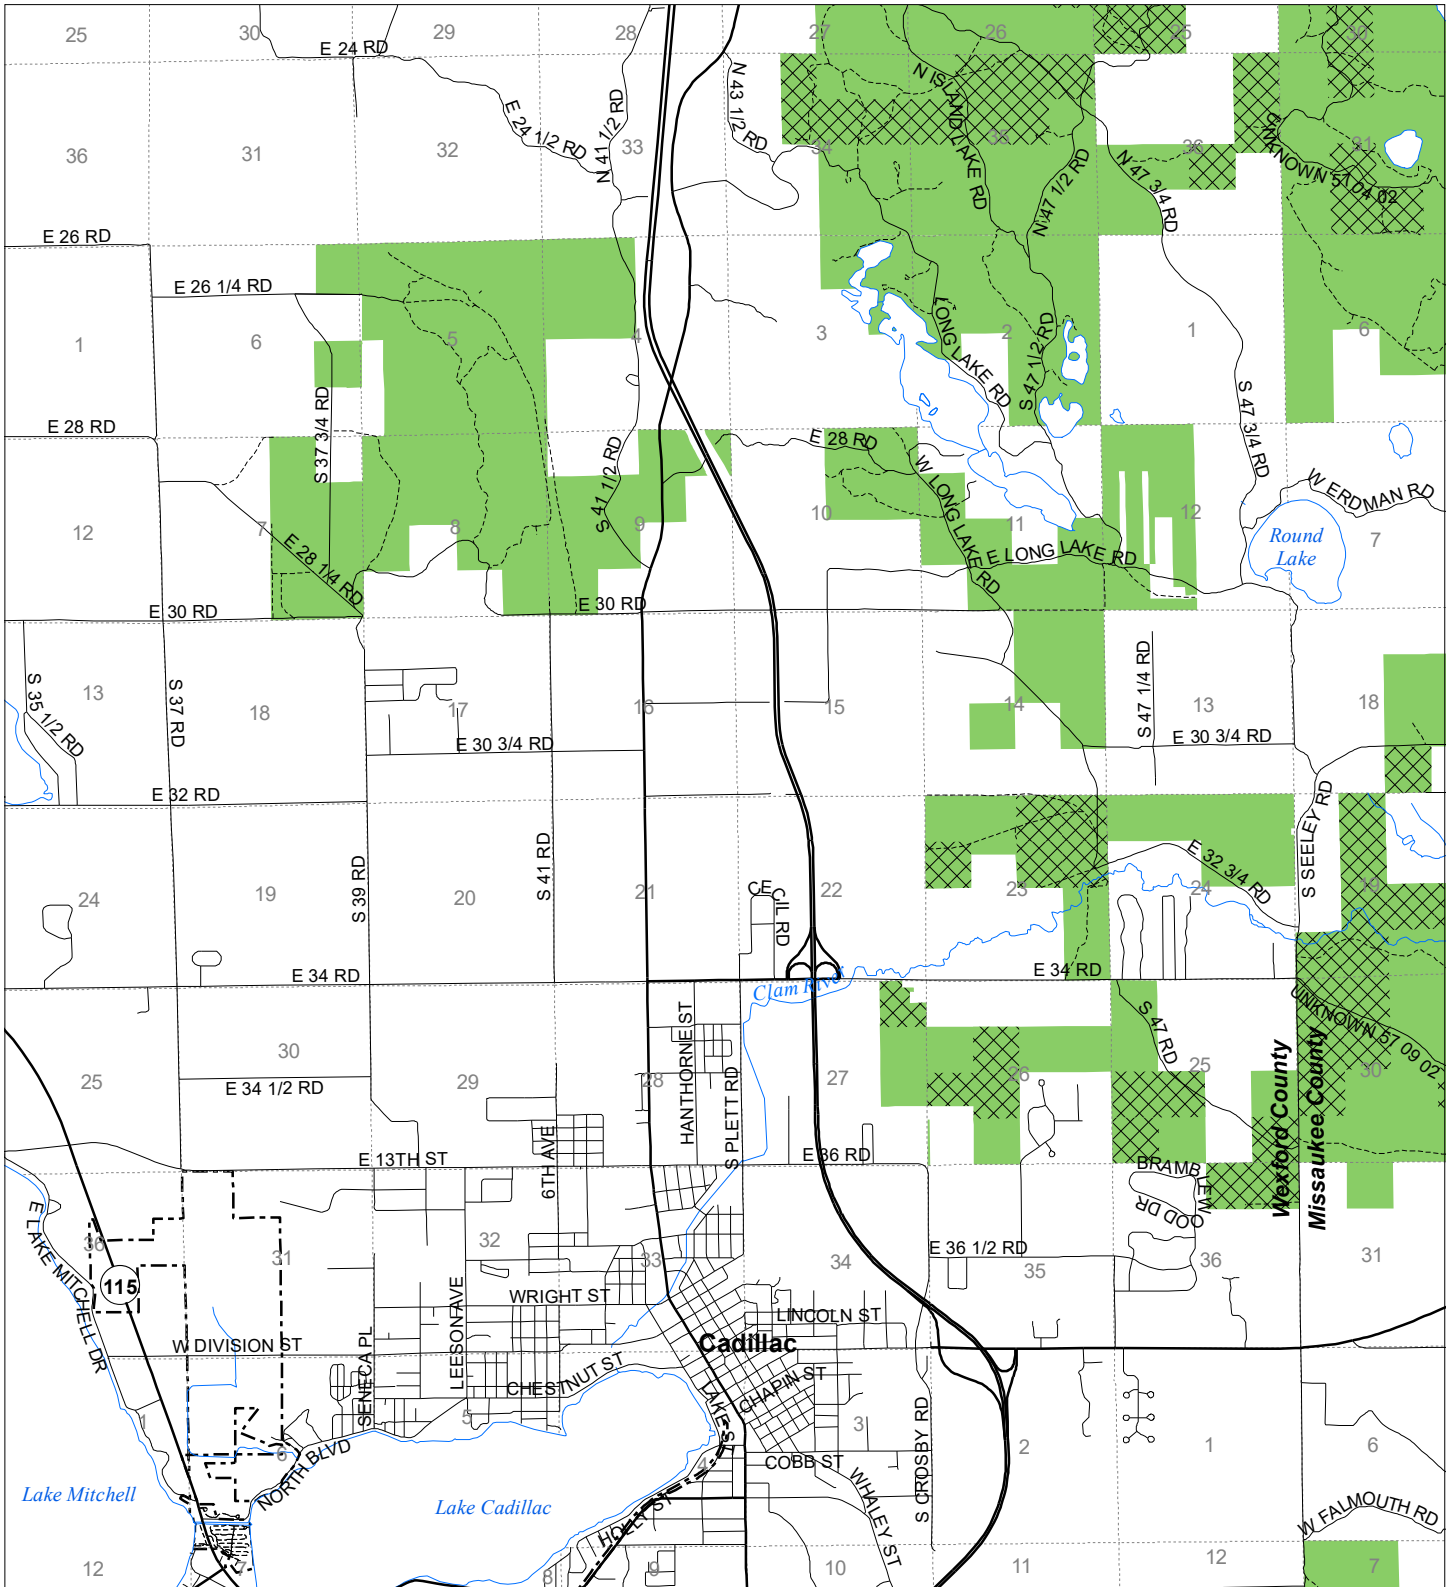 25
30
29
28
27
26
25
30
E 24 RD
N 41 1/2 RD
N 43 1/2 RD
N ISLAND LAKE RD
E 24 1/2 RD
36
31
32
33
34
35
36
31
N 47 1/2 RD
N 47 3/4 RD
UNKNOWN 57 04 02
E 26 RD
E 26 1/4 RD
1
6
5
4
3
2
1
6
LONG LAKE RD
S 47 1/2 RD
S 37 3/4 RD
S 47 3/4 RD
E 28 RD
E 28 RD
S 41 1/2 RD
W LONG LAKE RD
W ERDMAN RD
12
7
8
9
10
11
12
7
Round
Lake
E 28 1/4 RD
E LONG LAKE RD
E 30 RD
E 30 RD
S 35 1/2 RD
S 37 RD
S 47 1/4 RD
13
18
17
16
15
14
13
18
E 30 3/4 RD
E 30 3/4 RD
E 32 RD
S SEELEY RD
S 39 RD
S 41 RD
E 32 3/4 RD
24
19
20
21
22
23
24
19
CECIL RD
E 34 RD
E 34 RD
Clam River
UNKNOWN 57 09 02
HANTHORNE ST
S 47 RD
25
30
29
28
27
26
25
30
E 34 1/2 RD
S PLETT RD
Wexford County
Missaukee County
6TH AVE
E 13TH ST
E 36 RD
BRAMBLEWOOD DR
E LAKE MITCHELL DR
36
31
32
33
34
35
36
31
E 36 1/2 RD
115
WRIGHT ST
LINCOLN ST
W DIVISION ST
SENECA PL
LEESON AVE
Cadillac
CHESTNUT ST
CHAPIN ST
LAKE ST
S CROSBY RD
1
6
5
4
3
2
1
6
NORTH BLVD
COBB ST
WHALEY ST
Lake Mitchell
Lake Cadillac
HOLLY ST
W FALMOUTH RD
12
7
8
9
10
11
12
7